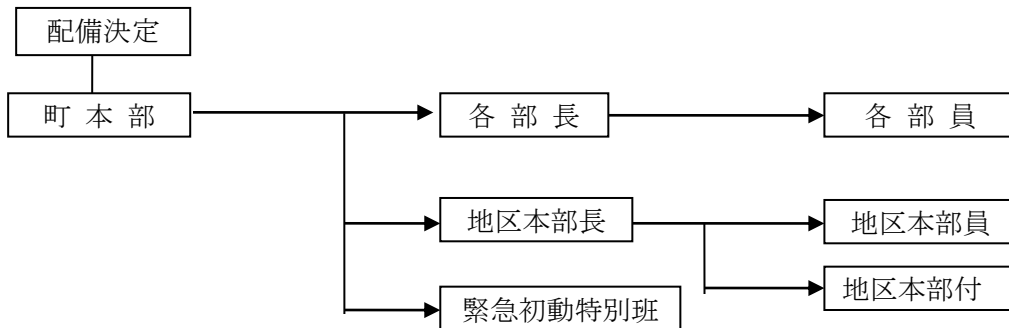 配備決定
町 本 部
各 部 長
各 部 員
地区本部長
地区本部員
地区本部付
緊急初動特別班